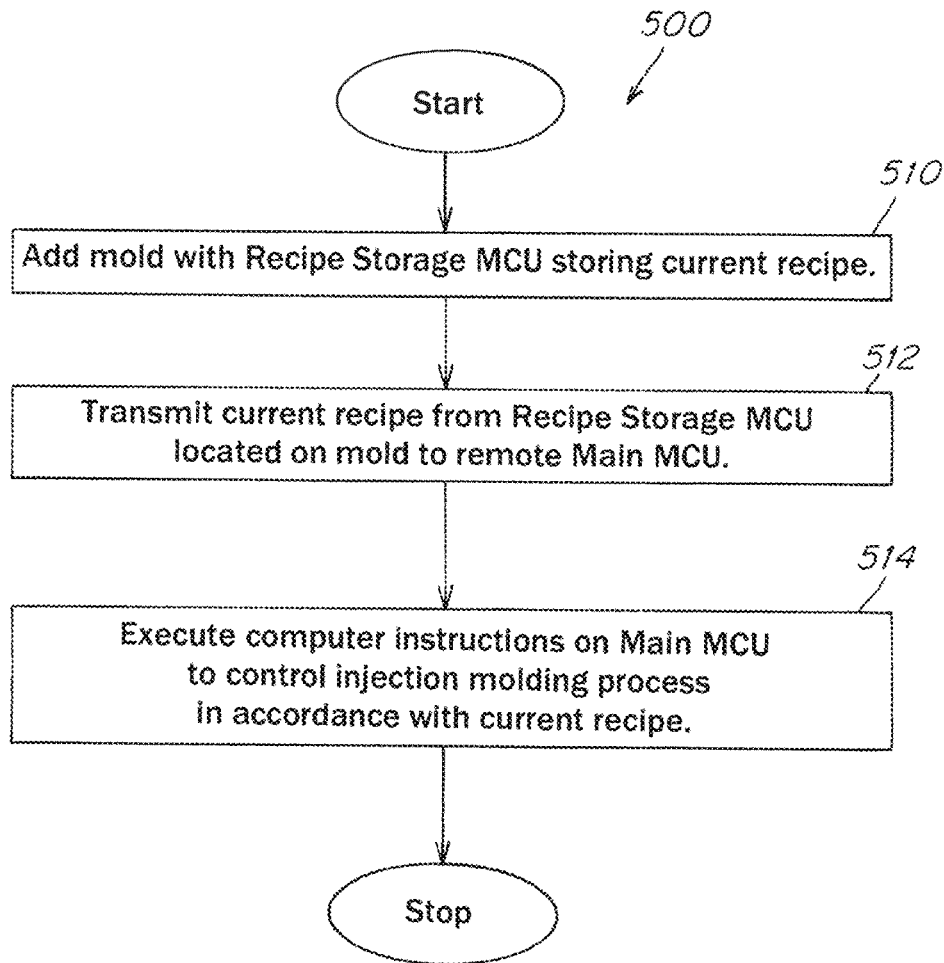 500
Start
510
Add mold with Recipe Storage MCU storing current recipe.
512
Transmit current recipe from Recipe Storage MCU
located on mold to remote Main MCU.
514
Execute computer instructions on Main MCU
to control injection molding process
in accordance with current recipe.
Stop